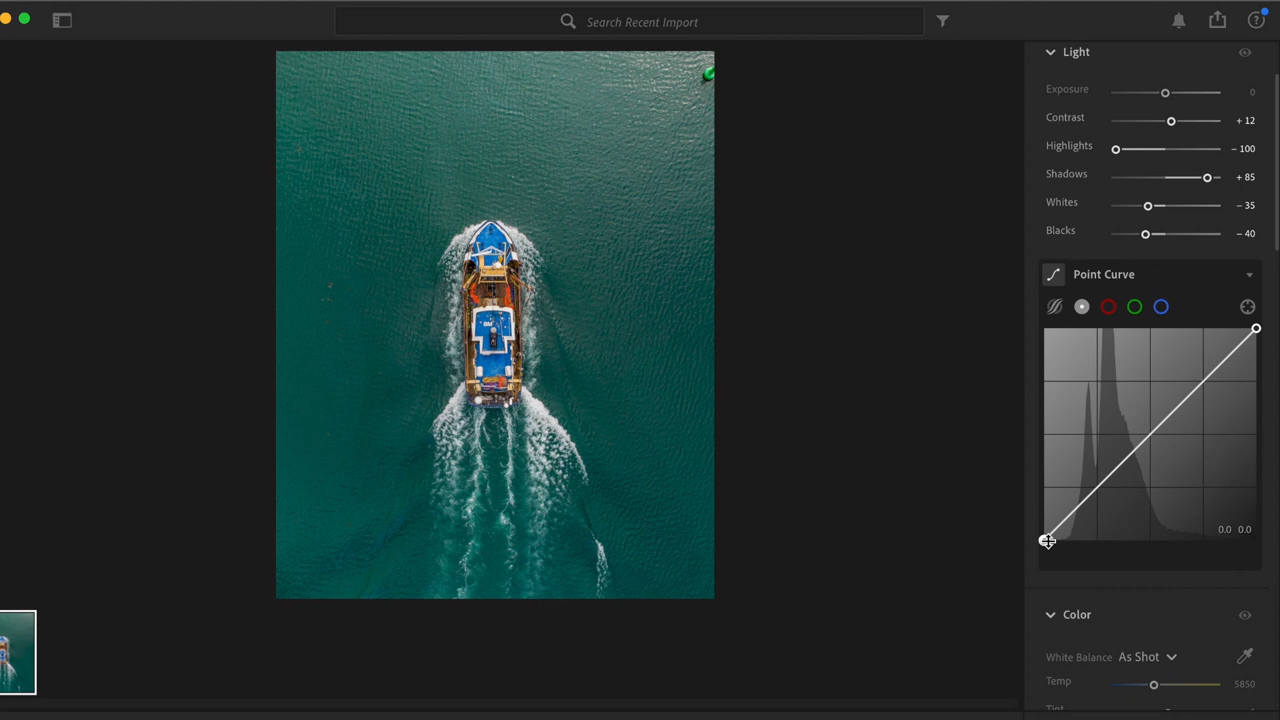 Search Recent Import
Light
Exposure 0
Contrast + 12
Highlights – 100
Shadows + 85
Whites – 35
Blacks – 40
Point Curve
0.0 0.0
Color
White Balance As Shot
Temp 5850